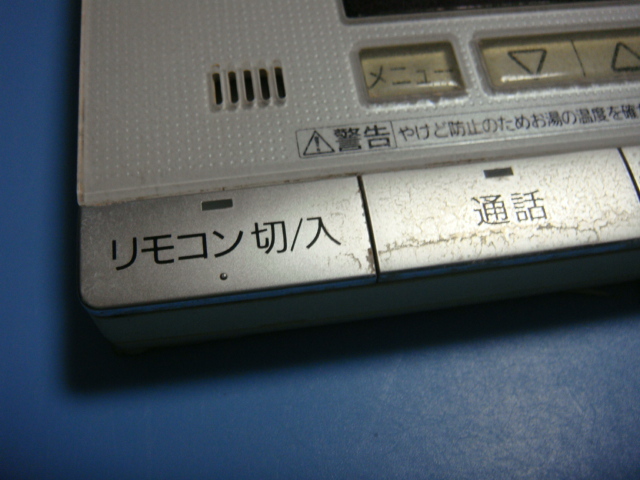 メニュー ▽ △
警告 やけど防止のためお湯の温度を確
リモコン 切/入 通話